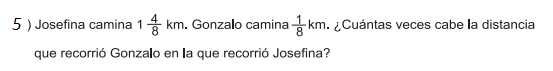 5 ) Josefina camina 1 4/8 km. Gonzalo camina 1/8 km. ¿Cuántas veces cabe la distancia
que recorrió Gonzalo en la que recorrió Josefina?